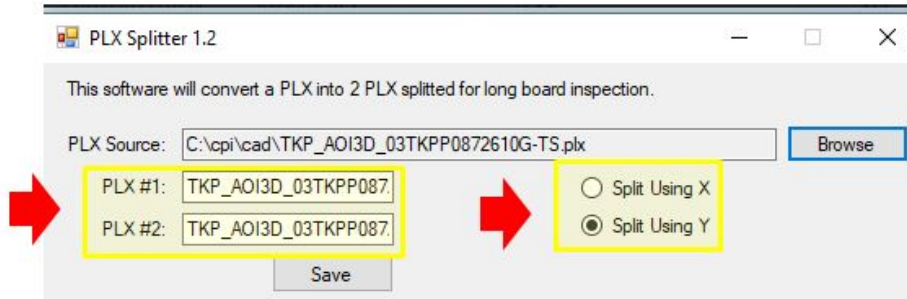 PLX Splitter 1.2
This software will convert a PLX into 2 PLX splitted for long board inspection.
PLX Source: C:\cpi\cad\TKP_AOI3D_03TKPP0872610G-TS.plx Browse
PLX #1: TKP_AOI3D_03TKPP087. Split Using X
PLX #2: TKP_AOI3D_03TKPP087. Split Using Y
Save